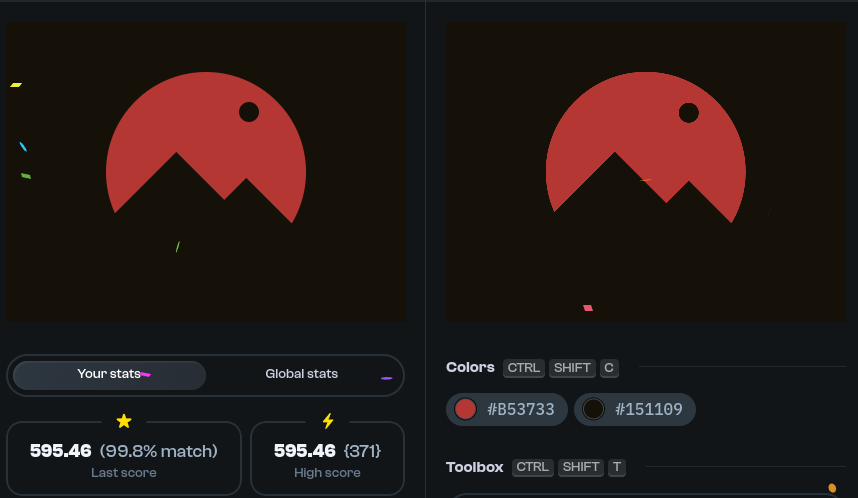 Your stats
Global stats
595.46 (99.8% match)
Last score
595.46 {371}
High score
Colors CTRL SHIFT C
#B53733
#151109
Toolbox CTRL SHIFT T